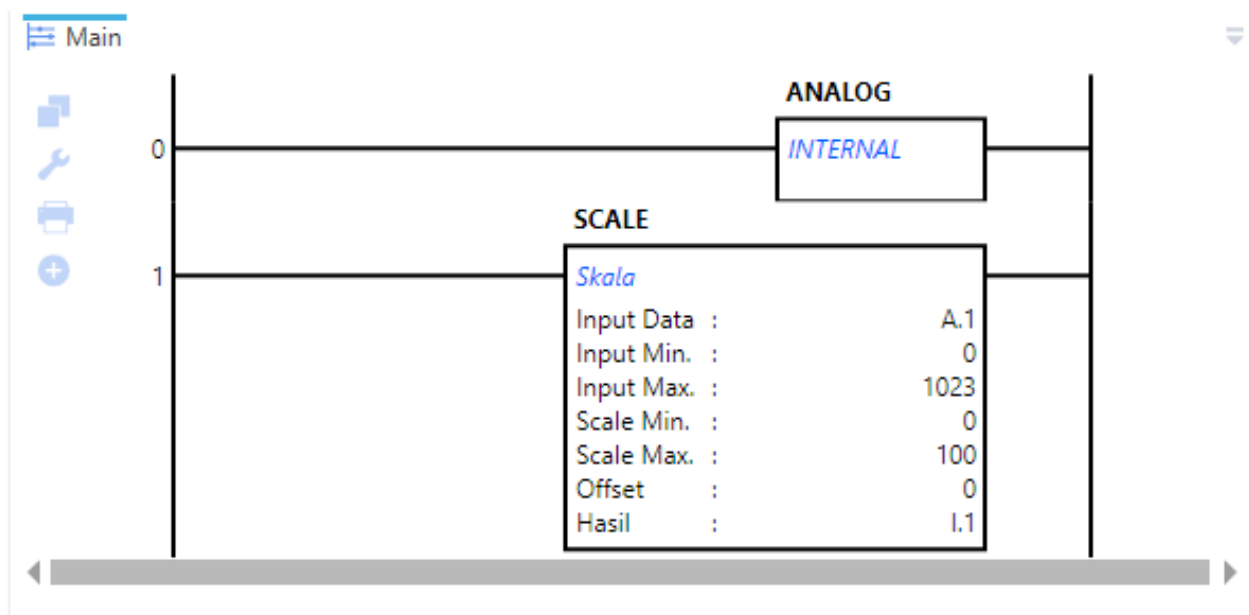 Main
ANALOG
0
INTERNAL
SCALE
1
Skala
Input Data : A.1
Input Min. : 0
Input Max. : 1023
Scale Min. : 0
Scale Max. : 100
Offset : 0
Hasil : I.1